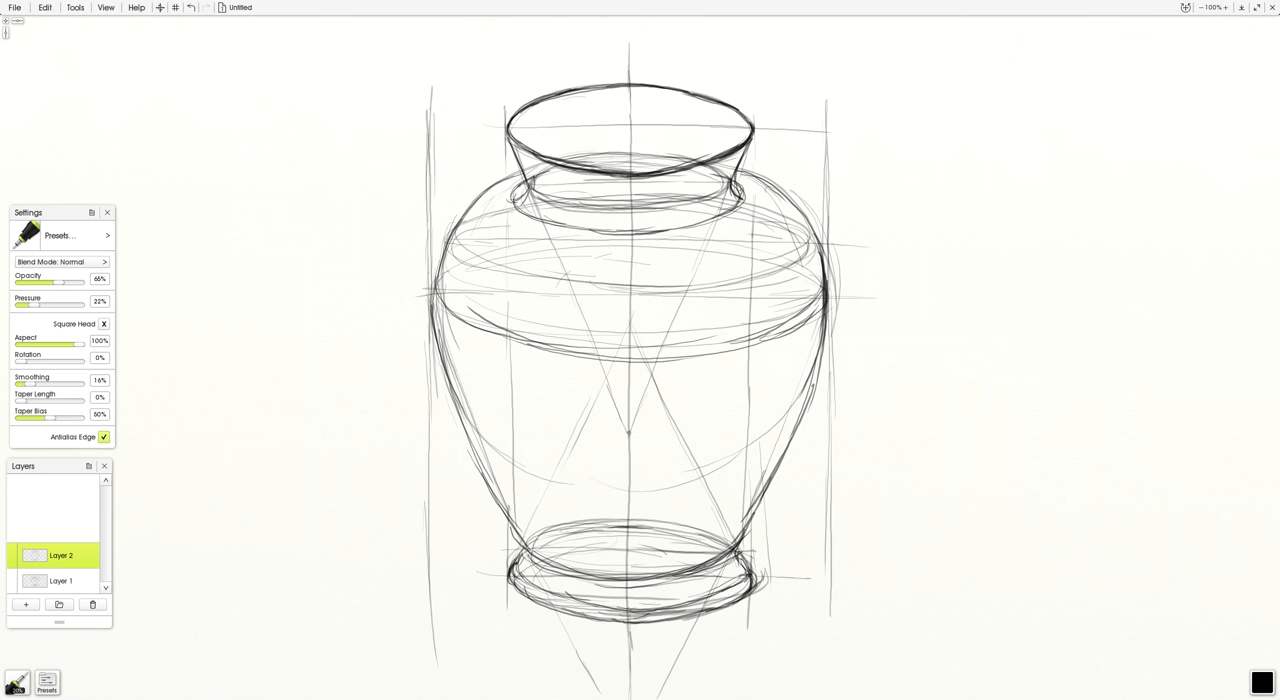 File Edit Tools View Help Untitled −100%+
Settings
Presets... >
Blend Mode: Normal >
Opacity 65%
Pressure 22%
Square Head X
Aspect 100%
Rotation 0%
Smoothing 16%
Taper Length 0%
Taper Bias 50%
Antialias Edge
Layers
Layer 2
Layer 1
+
20%
Presets